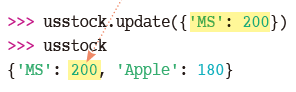 >>> usstock.update({'MS': 200})
>>> usstock
{'MS': 200, 'Apple': 180}